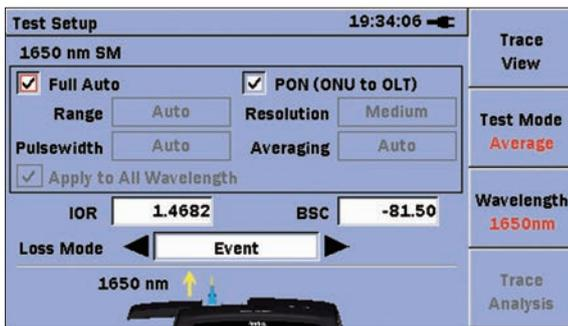 Test Setup 19:34:06
1650 nm SM
Full Auto PON (ONU to OLT)
Range Auto Resolution Medium
Pulsewidth Auto Averaging Auto
Apply to All Wavelength
IOR 1.4682 BSC -81.50
Loss Mode Event
1650 nm
Trace
View
Test Mode
Average
Wavelength
1650nm
Trace
Analysis